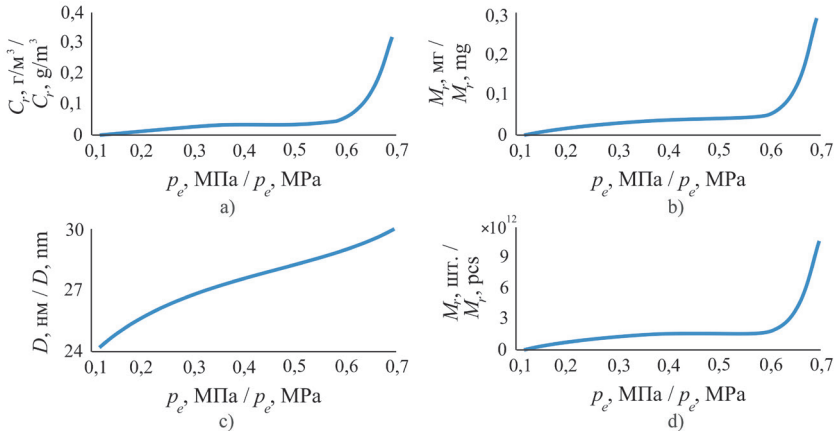 0,4
0,3
0,2
0,1
0
C_r, г/м³ /
C_r, g/m³
0,1 0,2 0,3 0,4 0,5 0,6 0,7
p_e, МПа / p_e, MPa
a)
0,3
0,2
0,1
0
M_r, мг /
M_r, mg
0,1 0,2 0,3 0,4 0,5 0,6 0,7
p_e, МПа / p_e, MPa
b)
30
27
24
D, нм / D, nm
0,1 0,2 0,3 0,4 0,5 0,6 0,7
p_e, МПа / p_e, MPa
c)
×10¹²
9
6
3
0
M_r, шт. /
M_r, pcs
0,1 0,2 0,3 0,4 0,5 0,6 0,7
p_e, МПа / p_e, MPa
d)